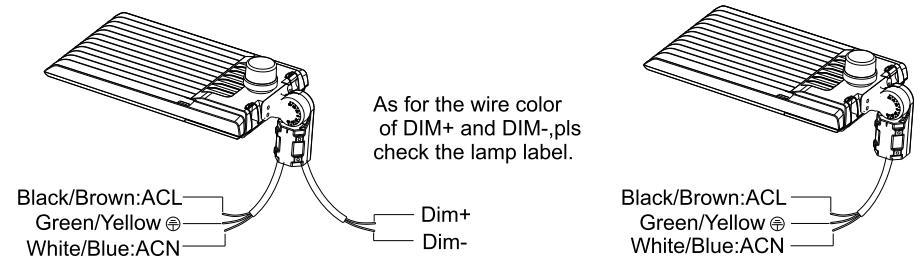 As for the wire color
of DIM+ and DIM-,pls
check the lamp label.
Black/Brown:ACL
Green/Yellow ⏚
White/Blue:ACN
Dim+
Dim-
Black/Brown:ACL
Green/Yellow ⏚
White/Blue:ACN